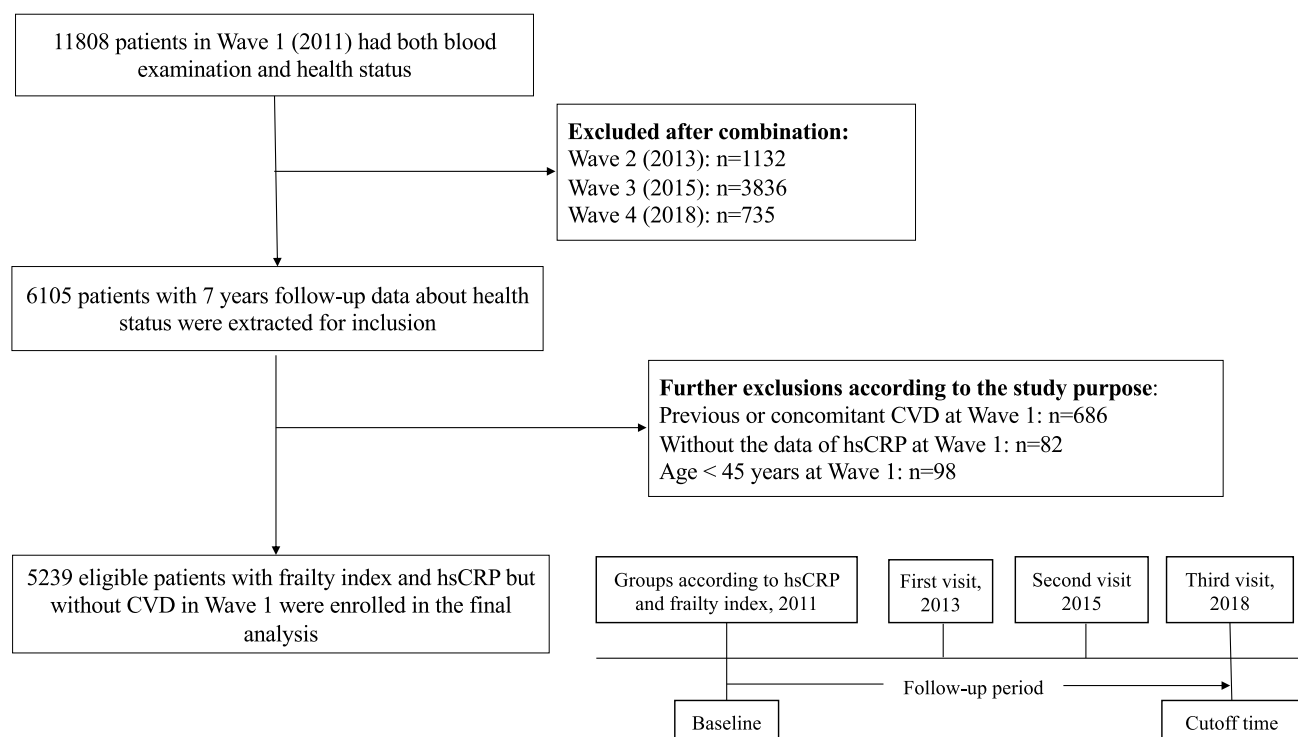 11808 patients in Wave 1 (2011) had both blood
examination and health status
Excluded after combination:
Wave 2 (2013): n=1132
Wave 3 (2015): n=3836
Wave 4 (2018): n=735
6105 patients with 7 years follow-up data about health
status were extracted for inclusion
Further exclusions according to the study purpose:
Previous or concomitant CVD at Wave 1: n=686
Without the data of hsCRP at Wave 1: n=82
Age < 45 years at Wave 1: n=98
5239 eligible patients with frailty index and hsCRP but
without CVD in Wave 1 were enrolled in the final
analysis
Groups according to hsCRP
and frailty index, 2011
First visit,
2013
Second visit
2015
Third visit,
2018
Follow-up period
Baseline
Cutoff time